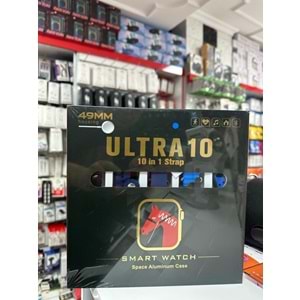 49MM
ULTRA10
10 in 1 Strap
SMART WATCH
Space Aluminum Case